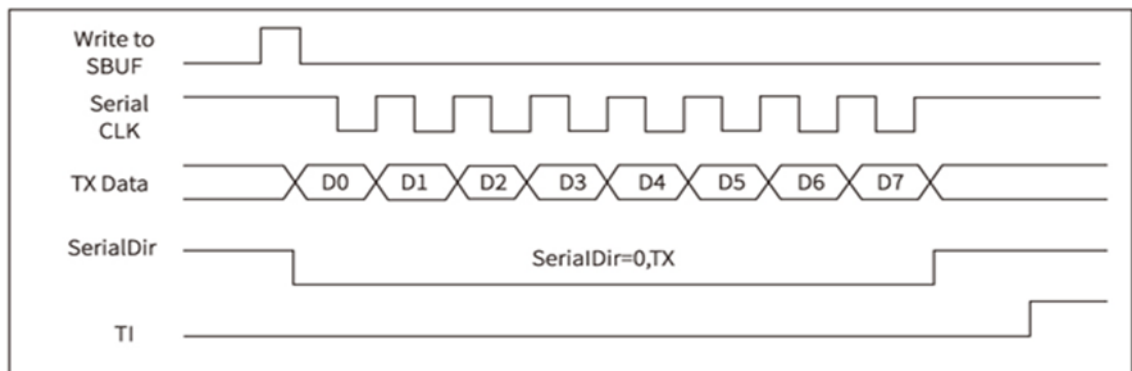 Write to
SBUF
Serial
CLK
TX Data
D0 D1 D2 D3 D4 D5 D6 D7
SerialDir
SerialDir=0,TX
TI